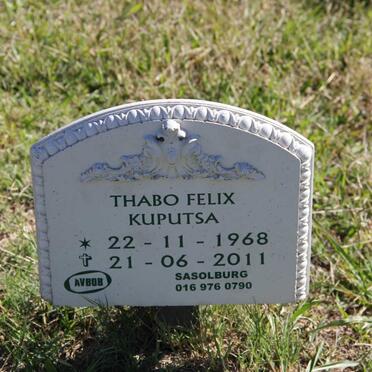 THABO FELIX
KUPUTSA
✶ 22 - 11 - 1968
✞ 21 - 06 - 2011
AVBOB
SASOLBURG
016 976 0790